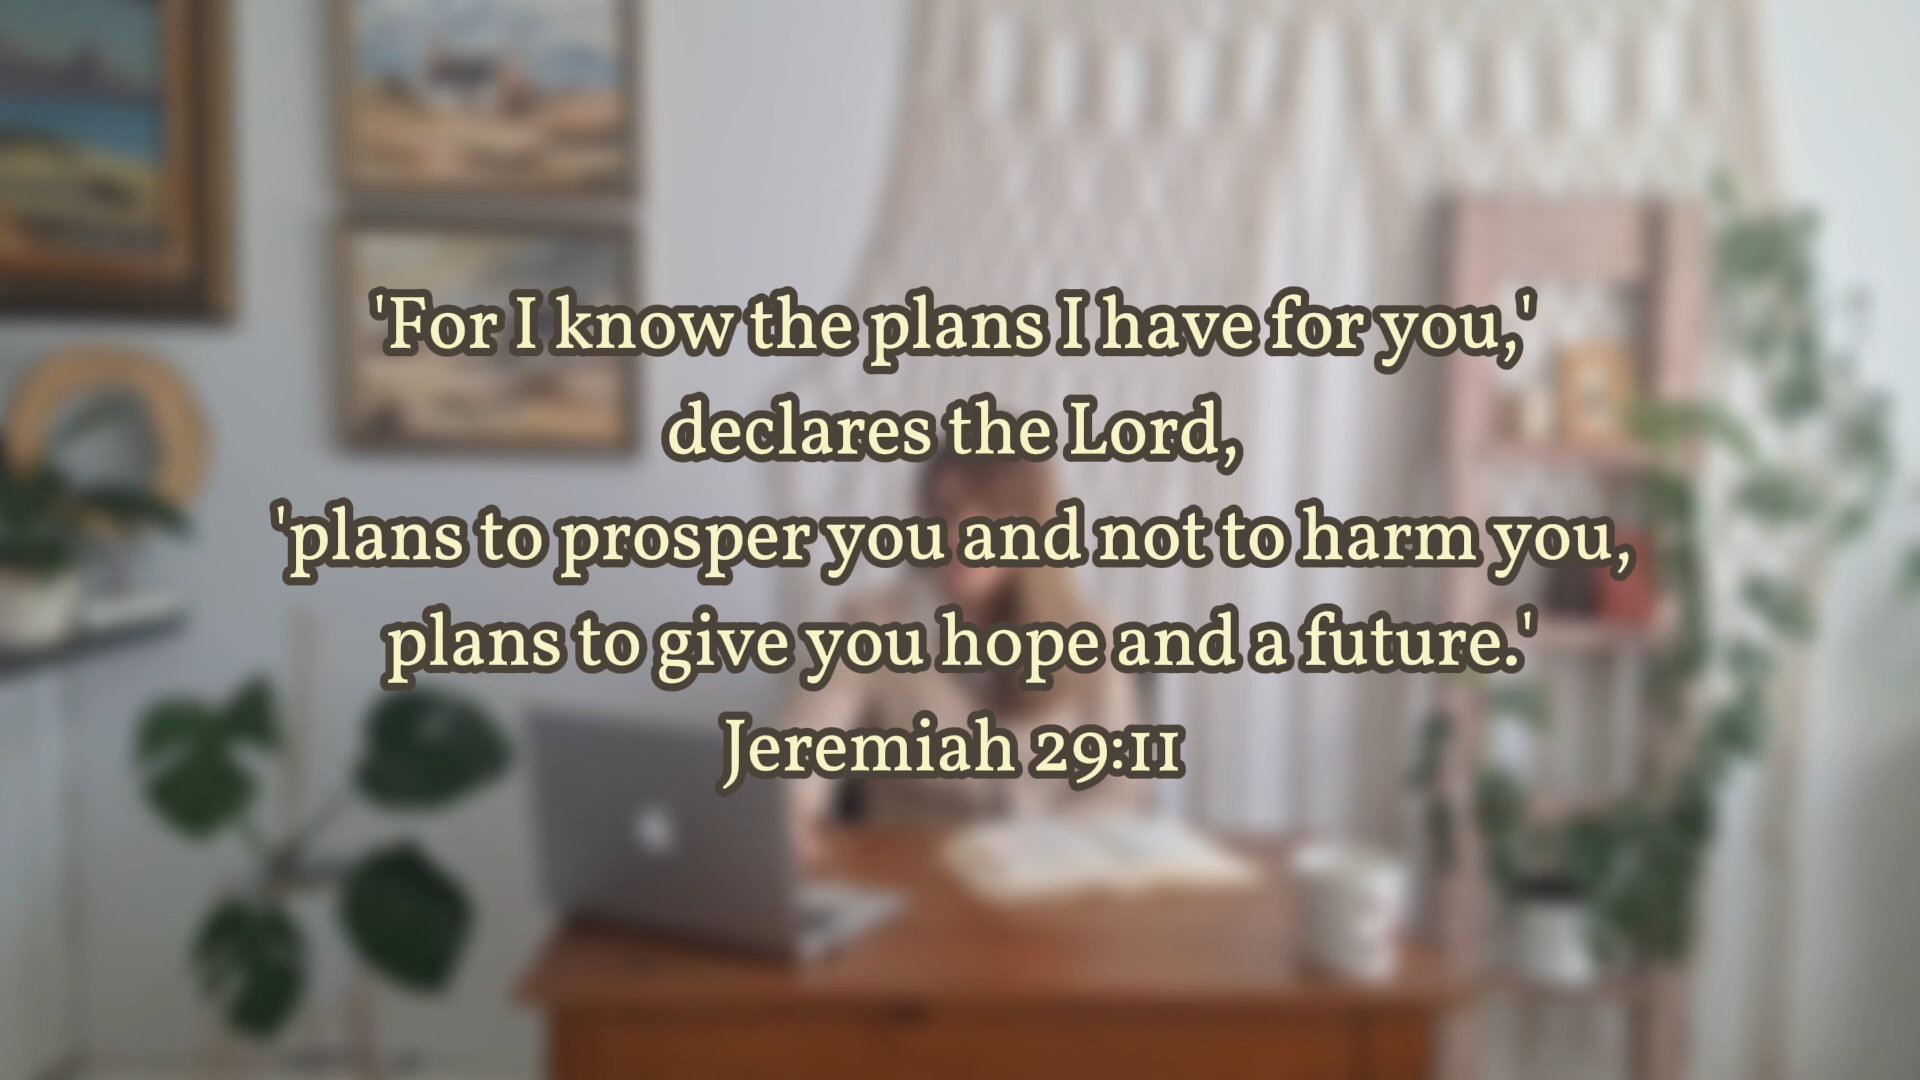 'For I know the plans I have for you,'
declares the Lord,
'plans to prosper you and not to harm you,
plans to give you hope and a future.'
Jeremiah 29:11